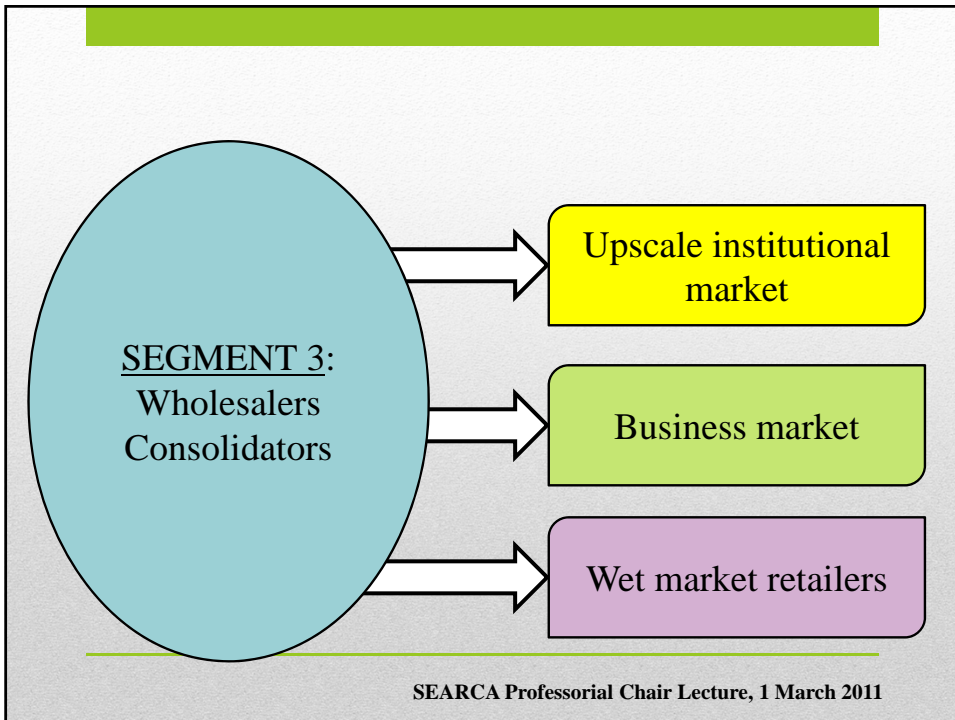 SEGMENT 3:
Wholesalers
Consolidators
Upscale institutional
market
Business market
Wet market retailers
SEARCA Professorial Chair Lecture, 1 March 2011